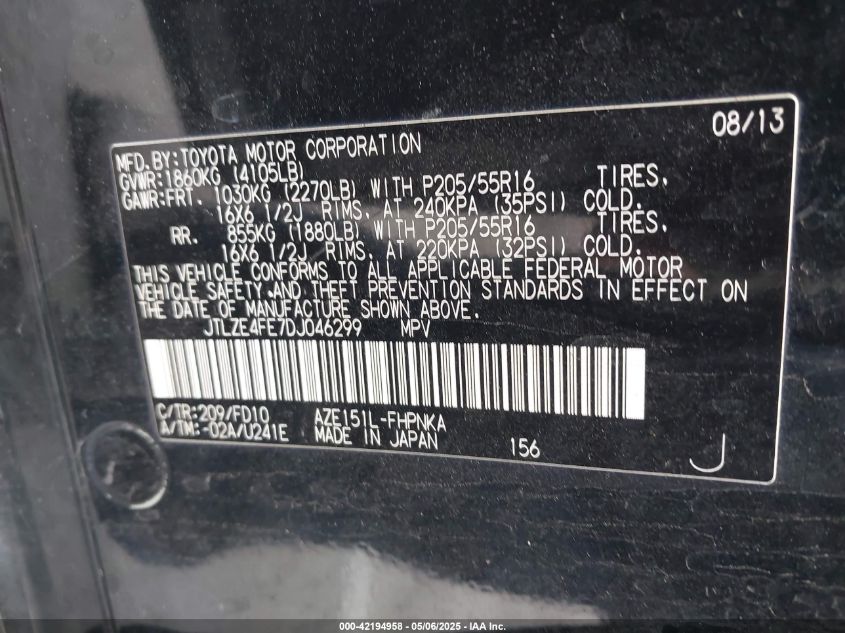 08/13
MFD.BY:TOYOTA MOTOR CORPORATION
GVWR:1860KG (4105LB)
GAWR:FRT. 1030KG (2270LB) WITH P205/55R16 TIRES,
16X6 1/2J RIMS, AT 240KPA (35PSI) COLD.
RR. 855KG (1880LB) WITH P205/55R16 TIRES,
16X6 1/2J RIMS, AT 220KPA (32PSI) COLD.
THIS VEHICLE CONFORMS TO ALL APPLICABLE FEDERAL MOTOR
VEHICLE SAFETY AND THEFT PREVENTION STANDARDS IN EFFECT ON
THE DATE OF MANUFACTURE SHOWN ABOVE.
JTLZE4FE7DJ046299 MPV
C/TR:209/FD10 AZE151L-FHPNKA
A/TM:-02A/U241E MADE IN JAPAN
156
J
000-42194958 - 05/06/2025 - IAA Inc.